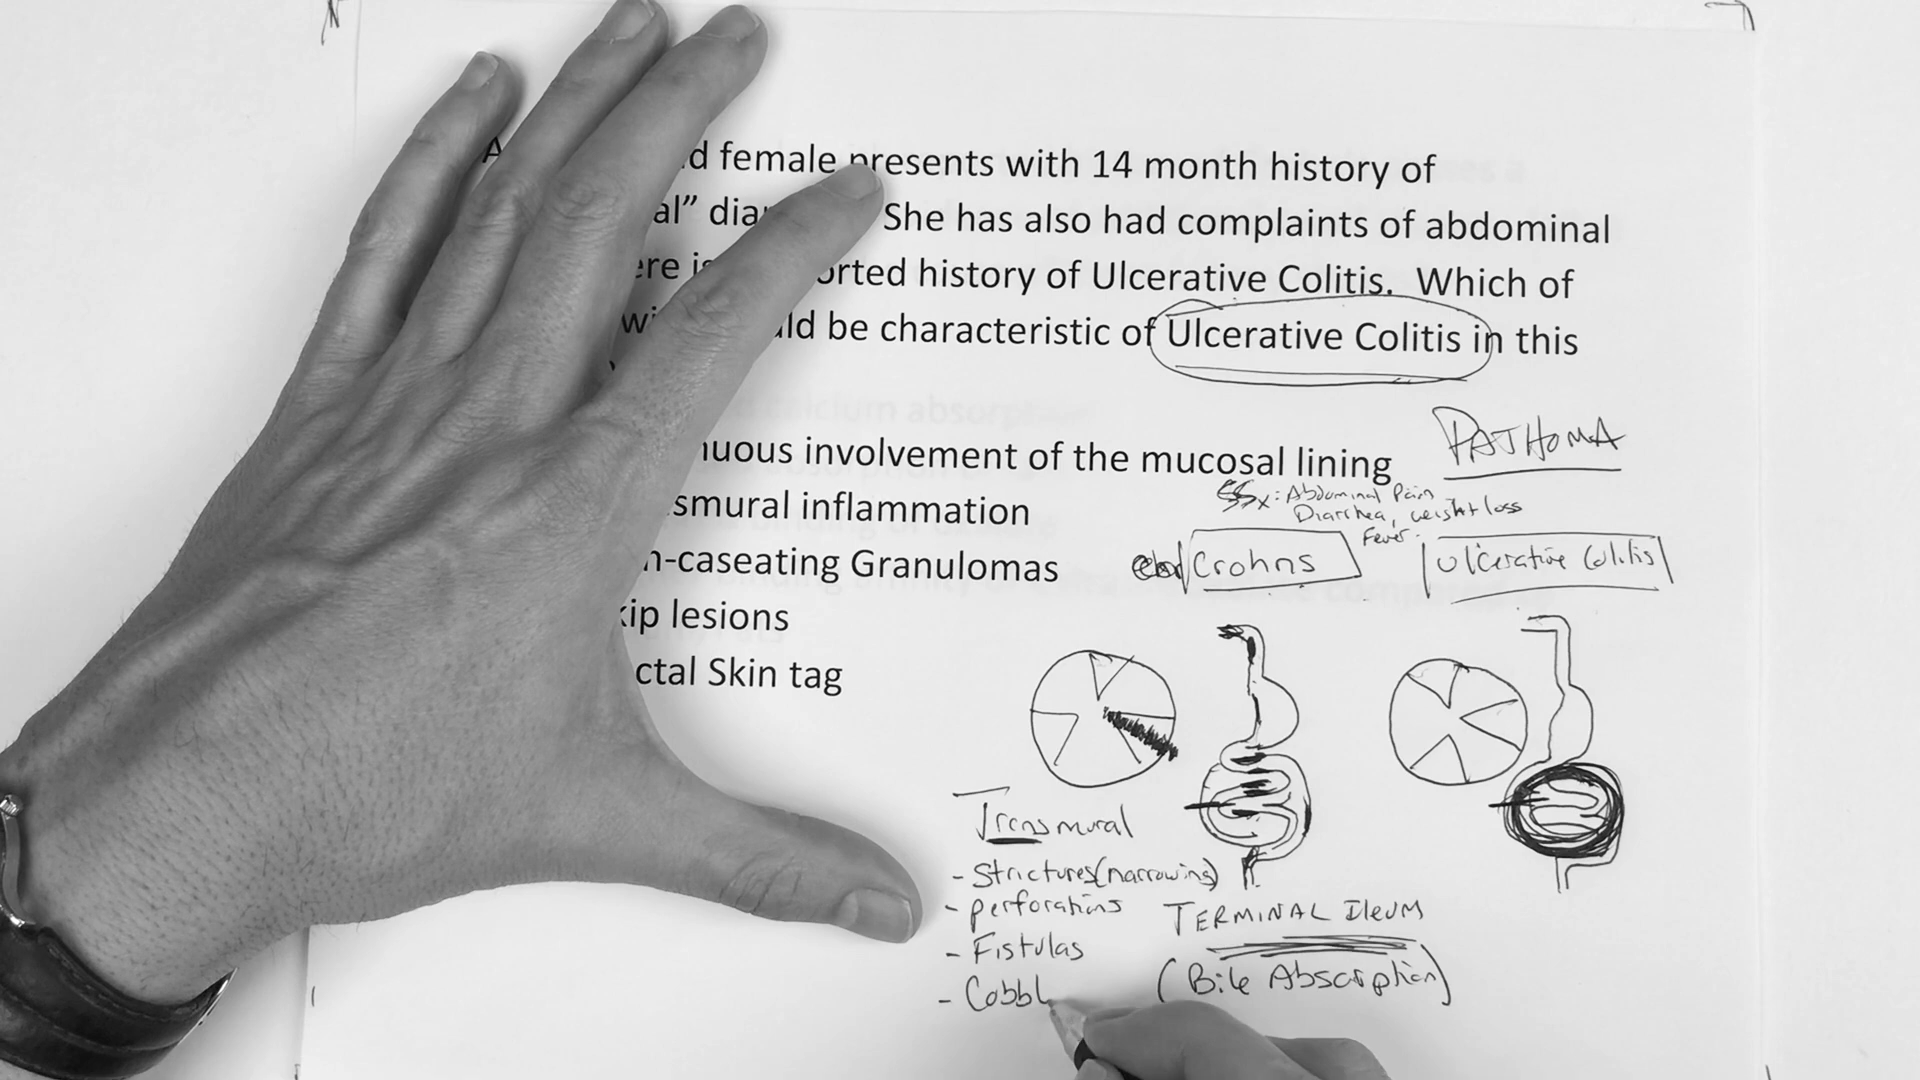 A d female presents with 14 month history of
al” dia She has also had complaints of abdominal
ere is orted history of Ulcerative Colitis. Which of
wi ld be characteristic of Ulcerative Colitis in this
nuous involvement of the mucosal lining
smural inflammation
n-caseating Granulomas
kip lesions
ctal Skin tag
PATHOMA
Sx: Abdominal Pain
Diarrhea, weight loss
Fever.
Crohns
Ulcerative Colitis
Transmural
- Strictures (narrowing)
- perforations
- Fistulas
- Cobbl
TERMINAL Ileum
(Bile Absorption)